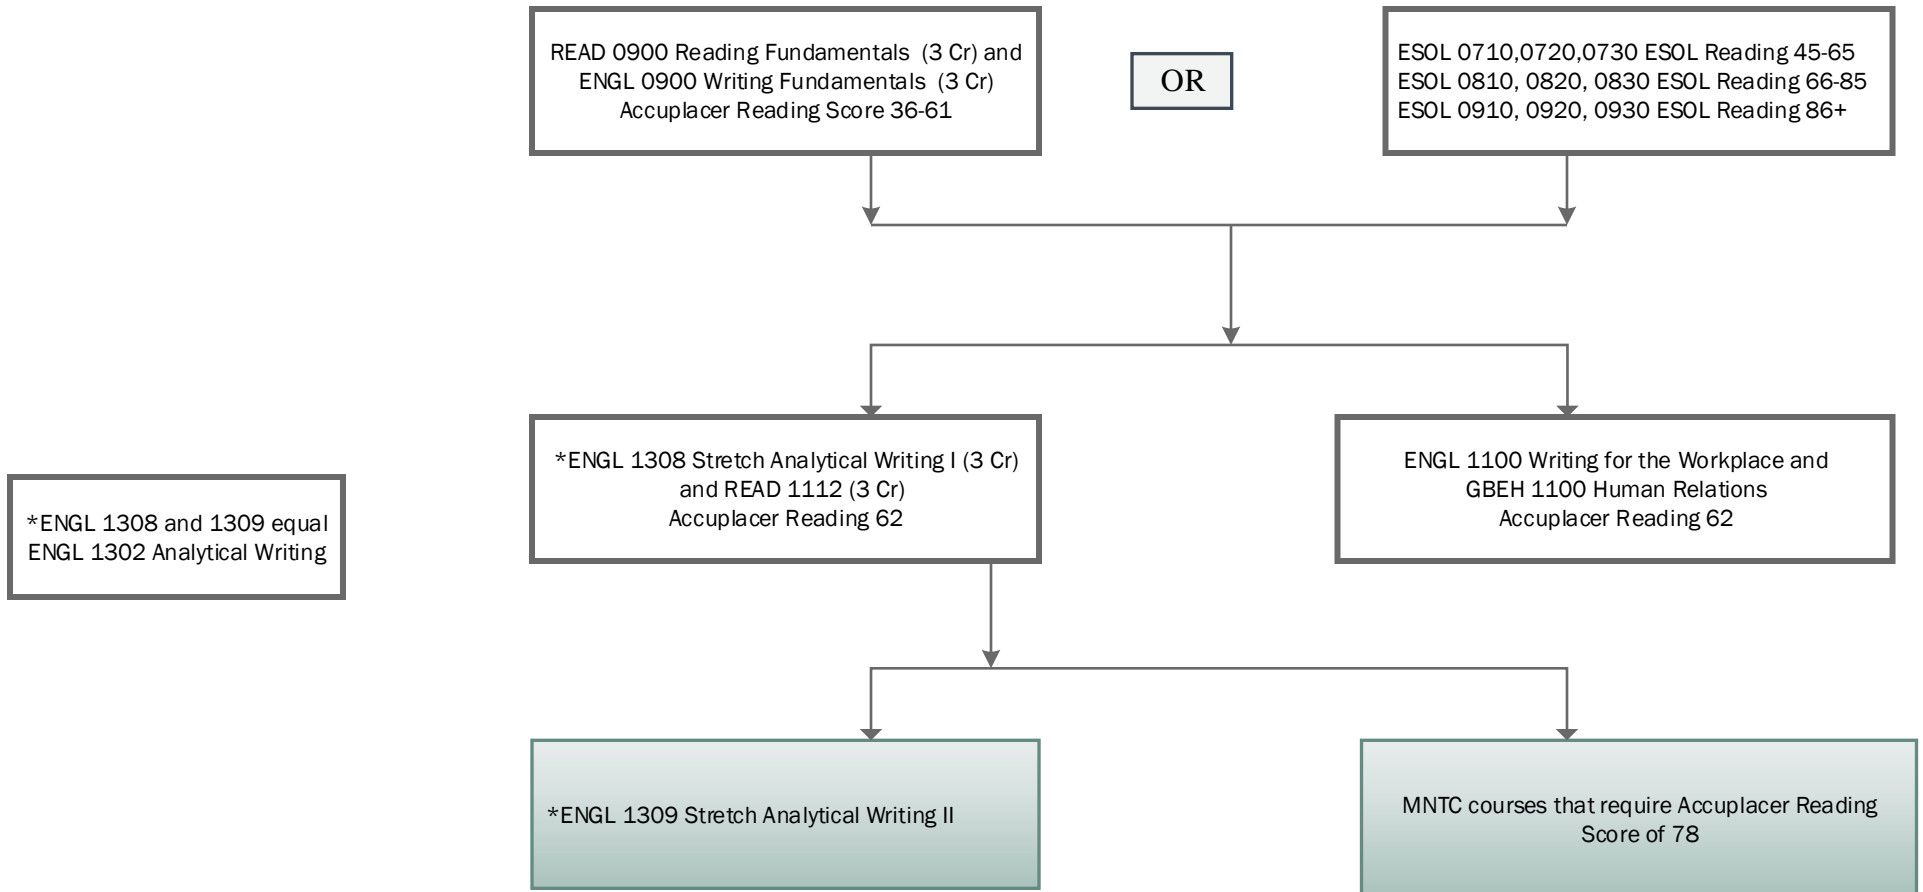 READ 0900 Reading Fundamentals (3 Cr) and
ENGL 0900 Writing Fundamentals (3 Cr)
Accuplacer Reading Score 36-61
OR
ESOL 0710,0720,0730 ESOL Reading 45-65
ESOL 0810, 0820, 0830 ESOL Reading 66-85
ESOL 0910, 0920, 0930 ESOL Reading 86+
*ENGL 1308 and 1309 equal
ENGL 1302 Analytical Writing
*ENGL 1308 Stretch Analytical Writing I (3 Cr)
and READ 1112 (3 Cr)
Accuplacer Reading 62
ENGL 1100 Writing for the Workplace and
GBEH 1100 Human Relations
Accuplacer Reading 62
*ENGL 1309 Stretch Analytical Writing II
MNTC courses that require Accuplacer Reading
Score of 78